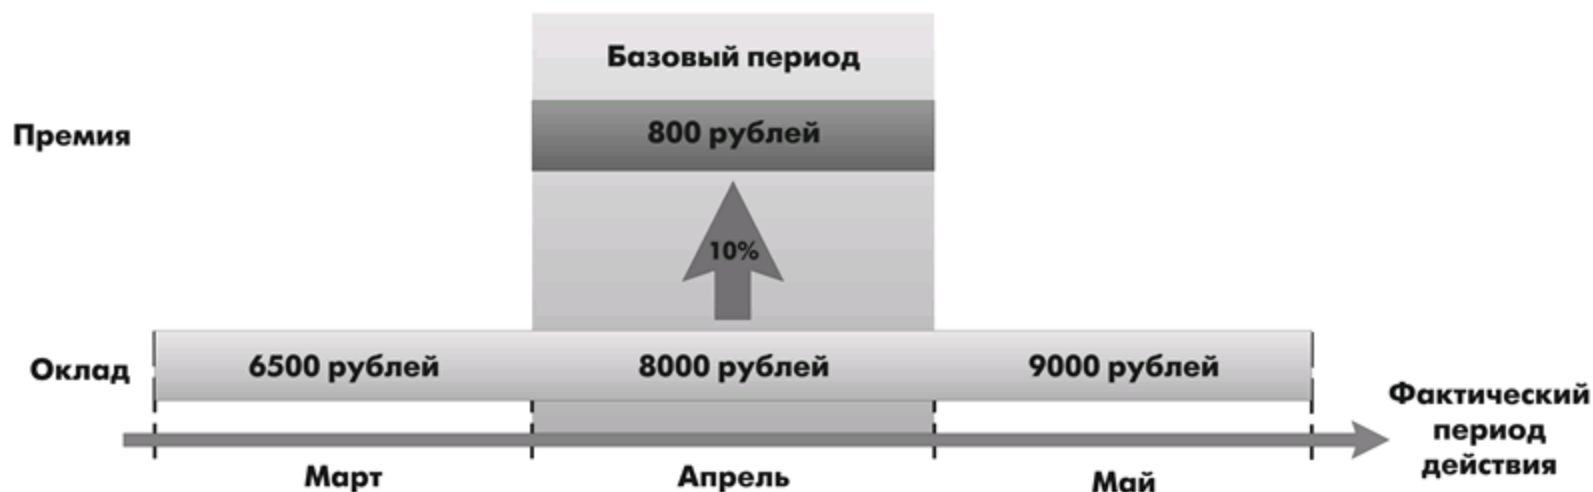 Базовый период
Премия
800 рублей
10%
Оклад
6500 рублей
8000 рублей
9000 рублей
Фактический
период
действия
Март
Апрель
Май